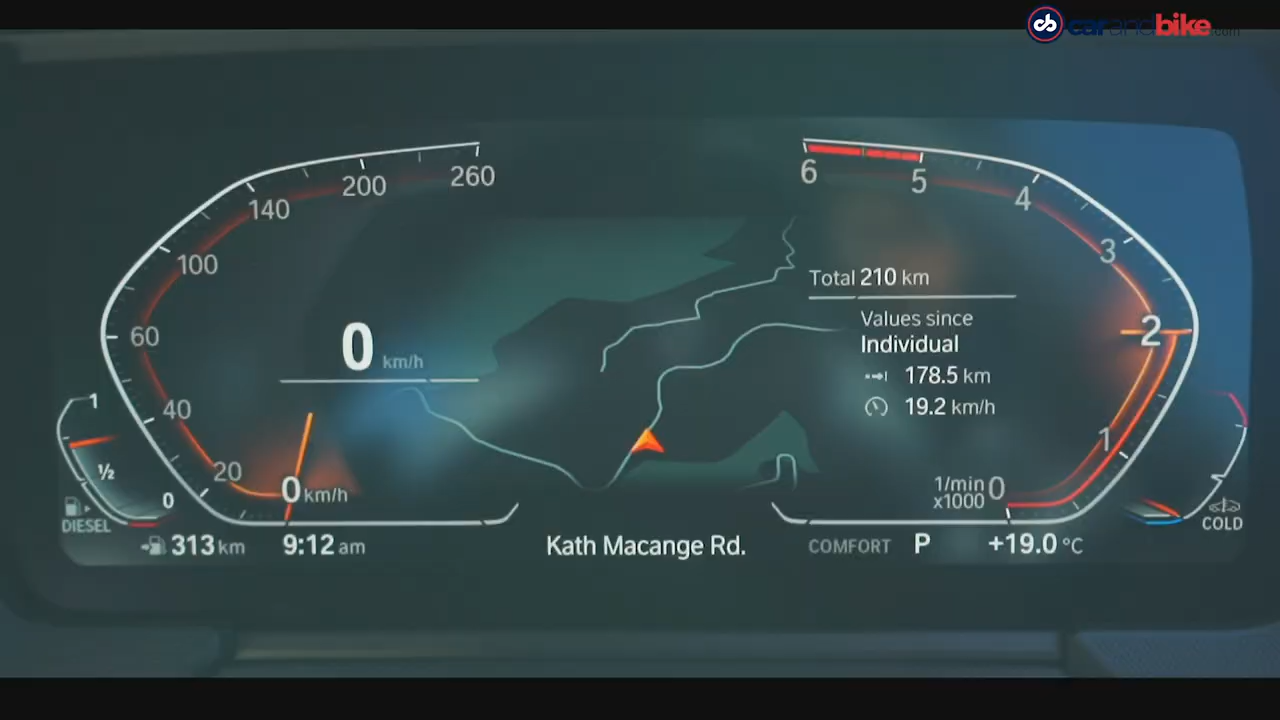 carandbike.com
260
200
140
100
60
40
20
0 km/h
0 km/h
1
½
0
DIESEL
313 km
9:12 am
Kath Macange Rd.
Total 210 km
Values since
Individual
178.5 km
19.2 km/h
6
5
4
3
2
1
0
1/min
x1000
COMFORT P +19.0 °C
COLD